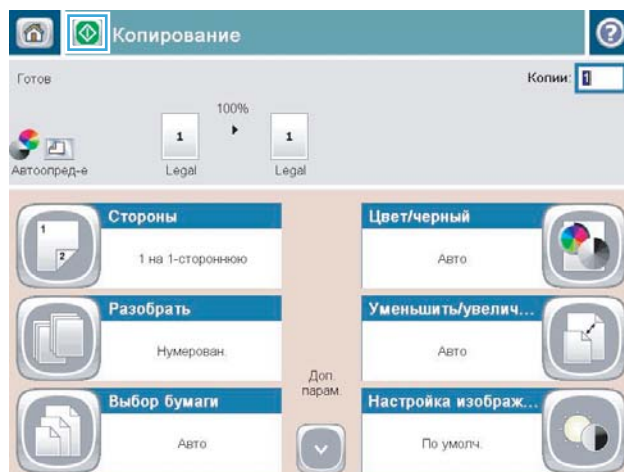 Копирование
Готов
Копии: 1
100%
1 1
Автоопред-е Legal Legal
Стороны
1 на 1-стороннюю
Цвет/черный
Авто
Разобрать
Нумерован.
Уменьшить/увелич...
Авто
Выбор бумаги
Авто
Доп.
парам.
Настройка изображ...
По умолч.